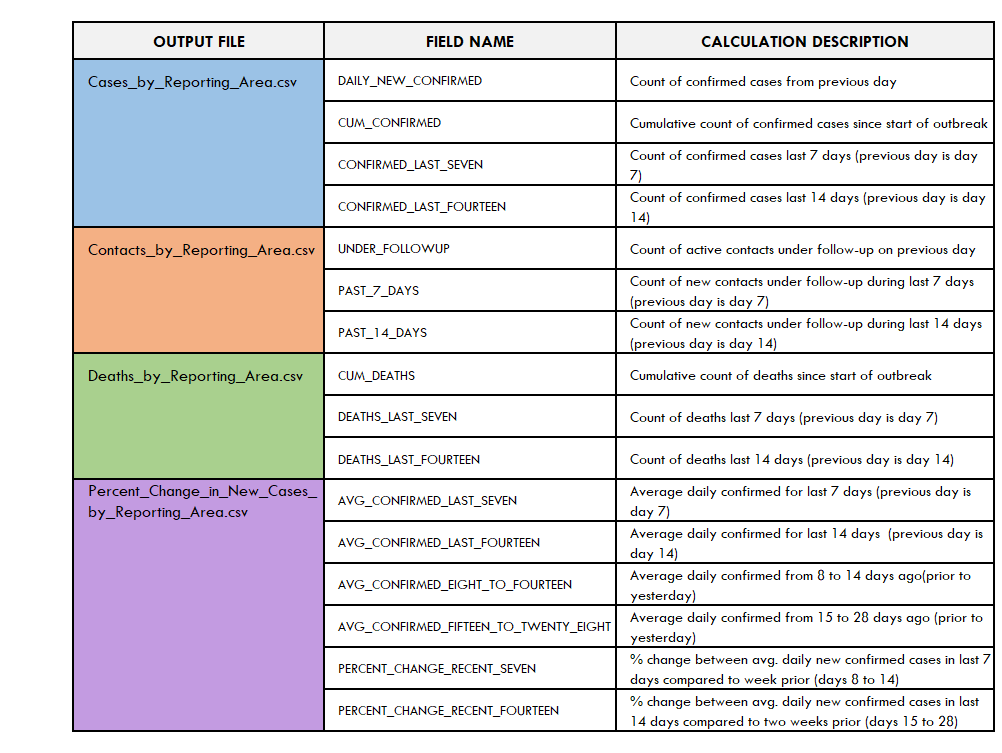 OUTPUT FILE FIELD NAME CALCULATION DESCRIPTION
Cases_by_Reporting_Area.csv DAILY_NEW_CONFIRMED Count of confirmed cases from previous day
CUM_CONFIRMED Cumulative count of confirmed cases since start of outbreak
CONFIRMED_LAST_SEVEN Count of confirmed cases last 7 days (previous day is day
7)
CONFIRMED_LAST_FOURTEEN Count of confirmed cases last 14 days (previous day is day
14)
Contacts_by_Reporting_Area.csv UNDER_FOLLOWUP Count of active contacts under follow-up on previous day
PAST_7_DAYS Count of new contacts under follow-up during last 7 days
(previous day is day 7)
PAST_14_DAYS Count of new contacts under follow-up during last 14 days
(previous day is day 14)
Deaths_by_Reporting_Area.csv CUM_DEATHS Cumulative count of deaths since start of outbreak
DEATHS_LAST_SEVEN Count of deaths last 7 days (previous day is day 7)
DEATHS_LAST_FOURTEEN Count of deaths last 14 days (previous day is day 14)
Percent_Change_in_New_Cases_
by_Reporting_Area.csv
AVG_CONFIRMED_LAST_SEVEN Average daily confirmed for last 7 days (previous day is
day 7)
AVG_CONFIRMED_LAST_FOURTEEN Average daily confirmed for last 14 days (previous day is
day 14)
AVG_CONFIRMED_EIGHT_TO_FOURTEEN Average daily confirmed from 8 to 14 days ago(prior to
yesterday)
AVG_CONFIRMED_FIFTEEN_TO_TWENTY_EIGHT Average daily confirmed from 15 to 28 days ago (prior to
yesterday)
PERCENT_CHANGE_RECENT_SEVEN % change between avg. daily new confirmed cases in last 7
days compared to week prior (days 8 to 14)
PERCENT_CHANGE_RECENT_FOURTEEN % change between avg. daily new confirmed cases in last
14 days compared to two weeks prior (days 15 to 28)